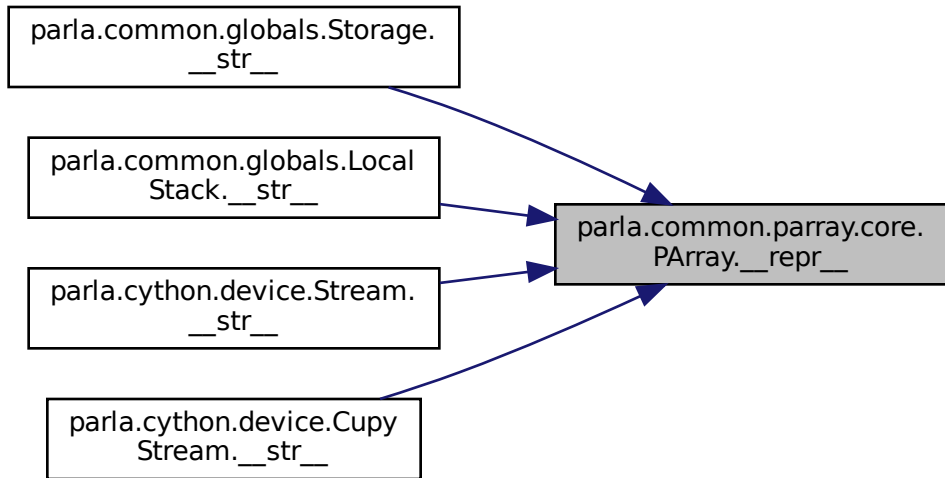 parla.common.globals.Storage.
__str__
parla.common.globals.Local
Stack.__str__
parla.common.parray.core.
PArray.__repr__
parla.cython.device.Stream.
__str__
parla.cython.device.Cupy
Stream.__str__